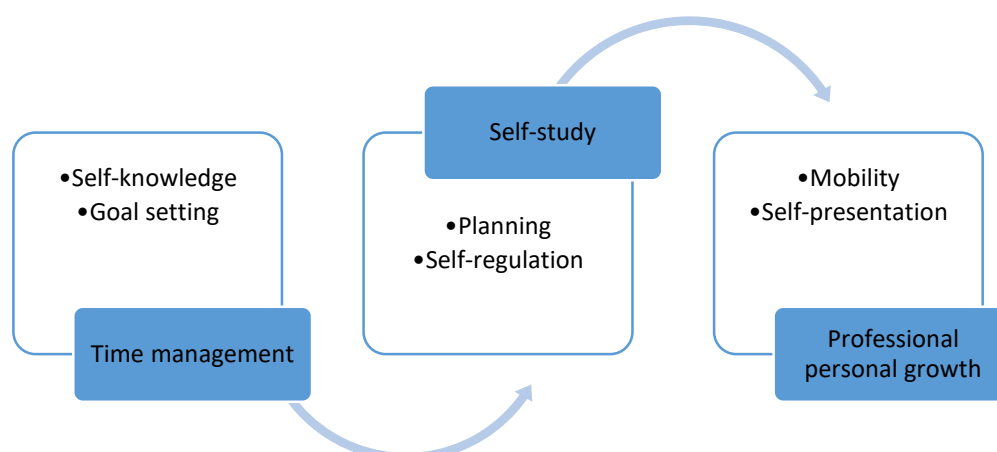 •Self-knowledge
•Goal setting
Time management
Self-study
•Planning
•Self-regulation
•Mobility
•Self-presentation
Professional
personal growth